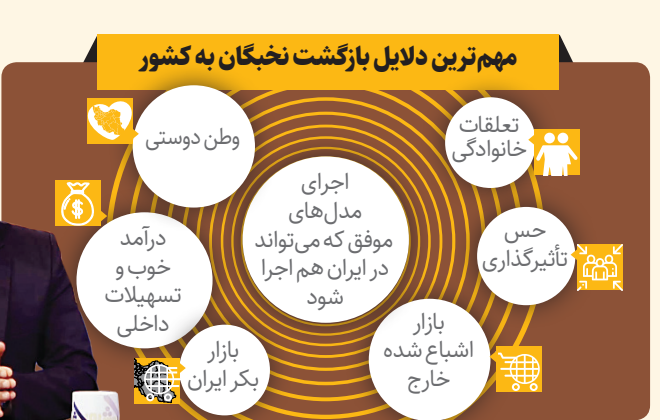 مهم‌ترین دلایل بازگشت نخبگان به کشور
تعلقات
خانوادگی
وطن دوستی
اجرای
مدل‌های
موفق که می‌تواند
در ایران هم اجرا
شود
حس
تأثیرگذاری
درآمد
خوب و
تسهیلات
داخلی
بازار
اشباع شده
خارج
بازار
بکر ایران